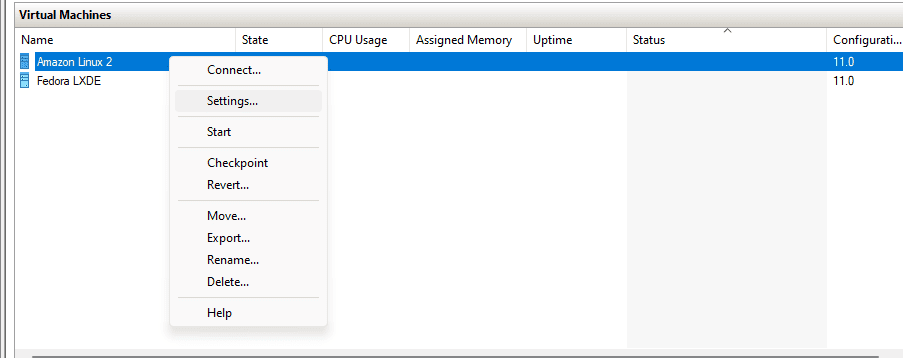 Virtual Machines
Name State CPU Usage Assigned Memory Uptime Status Configurati...
Amazon Linux 2 11.0
Fedora LXDE 11.0
Connect...
Settings...
Start
Checkpoint
Revert...
Move...
Export...
Rename...
Delete...
Help